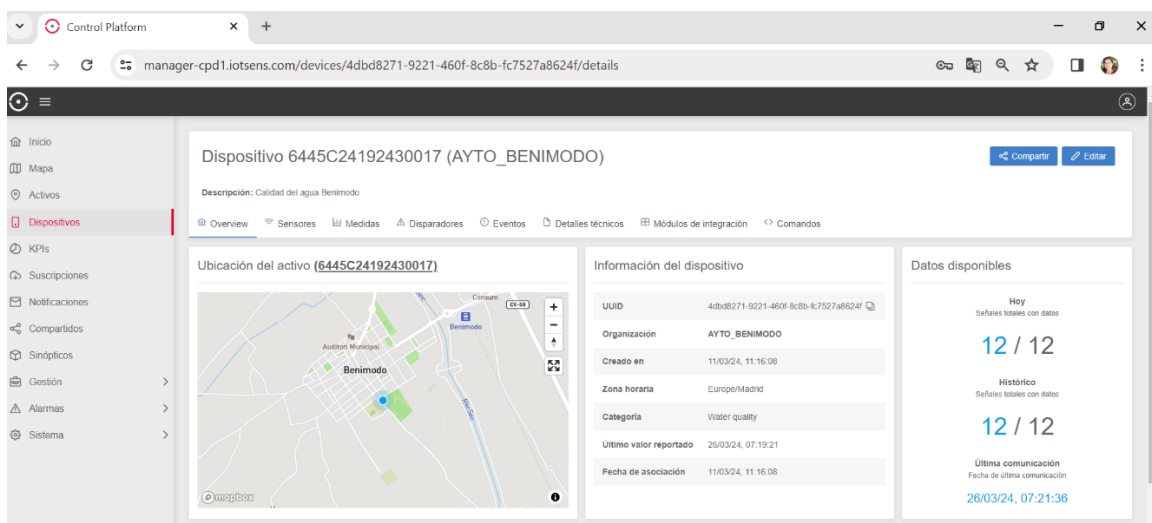 Control Platform
manager-cpd1.iotsens.com/devices/4dbd8271-9221-460f-8c8b-fc7527a8624f/details
Inicio
Mapa
Activos
Dispositivos
KPIs
Suscripciones
Notificaciones
Compartidos
Sinópticos
Gestión
Alarmas
Sistema
Dispositivo 6445C24192430017 (AYTO_BENIMODO)
Compartir
Editar
Descripción: Calidad del agua Benimodo
Overview
Sensores
Medidas
Disparadores
Eventos
Detalles técnicos
Módulos de integración
Comandos
Ubicación del activo (6445C24192430017)
Consum
CV-50
Benimodo
Auditori Municipal
Benimodo
Riu Sec
mapbox
Información del dispositivo
UUID 4dbd8271-9221-460f-8c8b-fc7527a8624f
Organización AYTO_BENIMODO
Creado en 11/03/24, 11:16:08
Zona horaria Europe/Madrid
Categoría Water quality
Último valor reportado 26/03/24, 07:19:21
Fecha de asociación 11/03/24, 11:16:08
Datos disponibles
Hoy
Señales totales con datos
12 / 12
Histórico
Señales totales con datos
12 / 12
Última comunicación
Fecha de última comunicación
26/03/24, 07:21:36